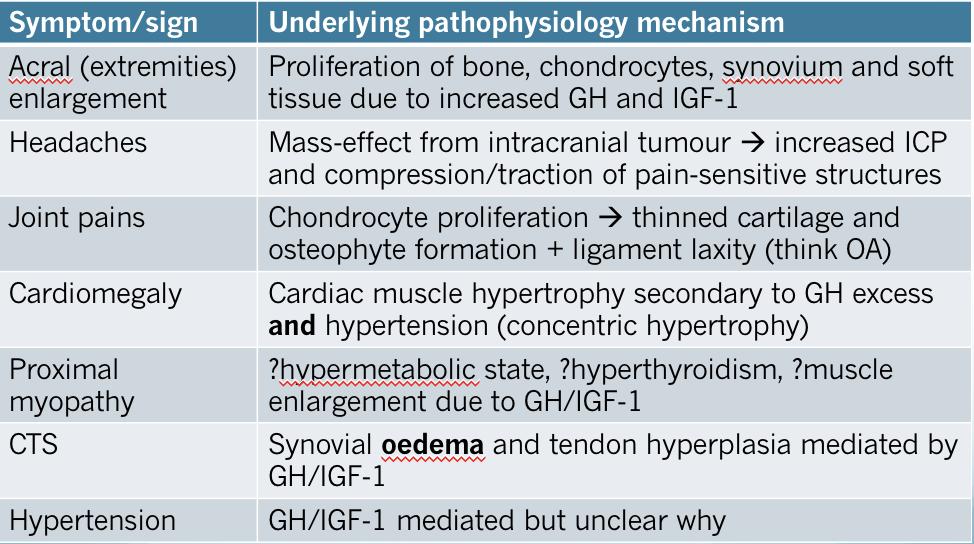 Symptom/sign
Underlying pathophysiology mechanism
Acral (extremities)
enlargement
Proliferation of bone, chondrocytes, synovium and soft
tissue due to increased GH and IGF-1
Headaches
Mass-effect from intracranial tumour → increased ICP
and compression/traction of pain-sensitive structures
Joint pains
Chondrocyte proliferation → thinned cartilage and
osteophyte formation + ligament laxity (think OA)
Cardiomegaly
Cardiac muscle hypertrophy secondary to GH excess
and hypertension (concentric hypertrophy)
Proximal
myopathy
?hypermetabolic state, ?hyperthyroidism, ?muscle
enlargement due to GH/IGF-1
CTS
Synovial oedema and tendon hyperplasia mediated by
GH/IGF-1
Hypertension
GH/IGF-1 mediated but unclear why